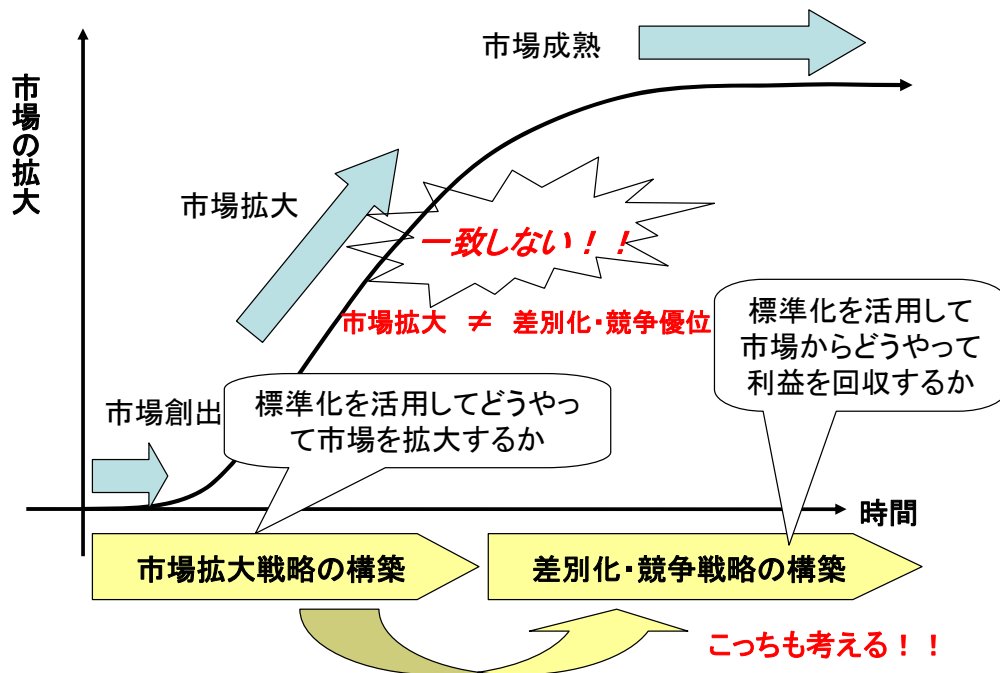 市場成熟
市場の拡大
市場拡大
一致しない！！
市場拡大 ≠ 差別化・競争優位
標準化を活用して
市場からどうやって
利益を回収するか
市場創出
標準化を活用してどうやっ
て市場を拡大するか
時間
市場拡大戦略の構築
差別化・競争戦略の構築
こっちも考える！！